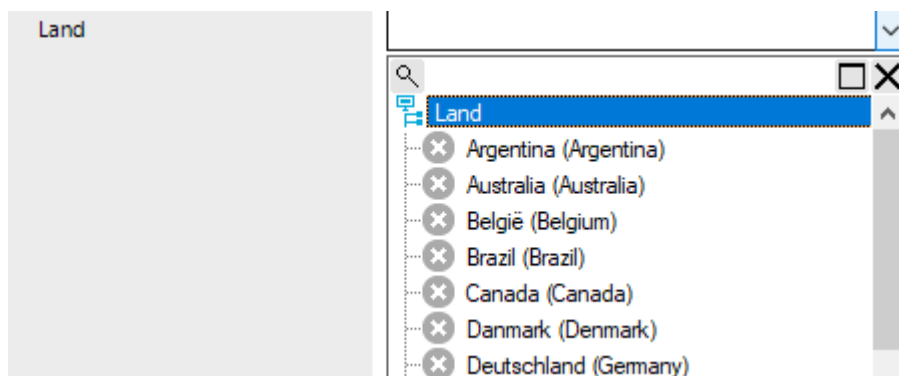 Land
Land
Argentina (Argentina)
Australia (Australia)
België (Belgium)
Brazil (Brazil)
Canada (Canada)
Danmark (Denmark)
Deutschland (Germany)